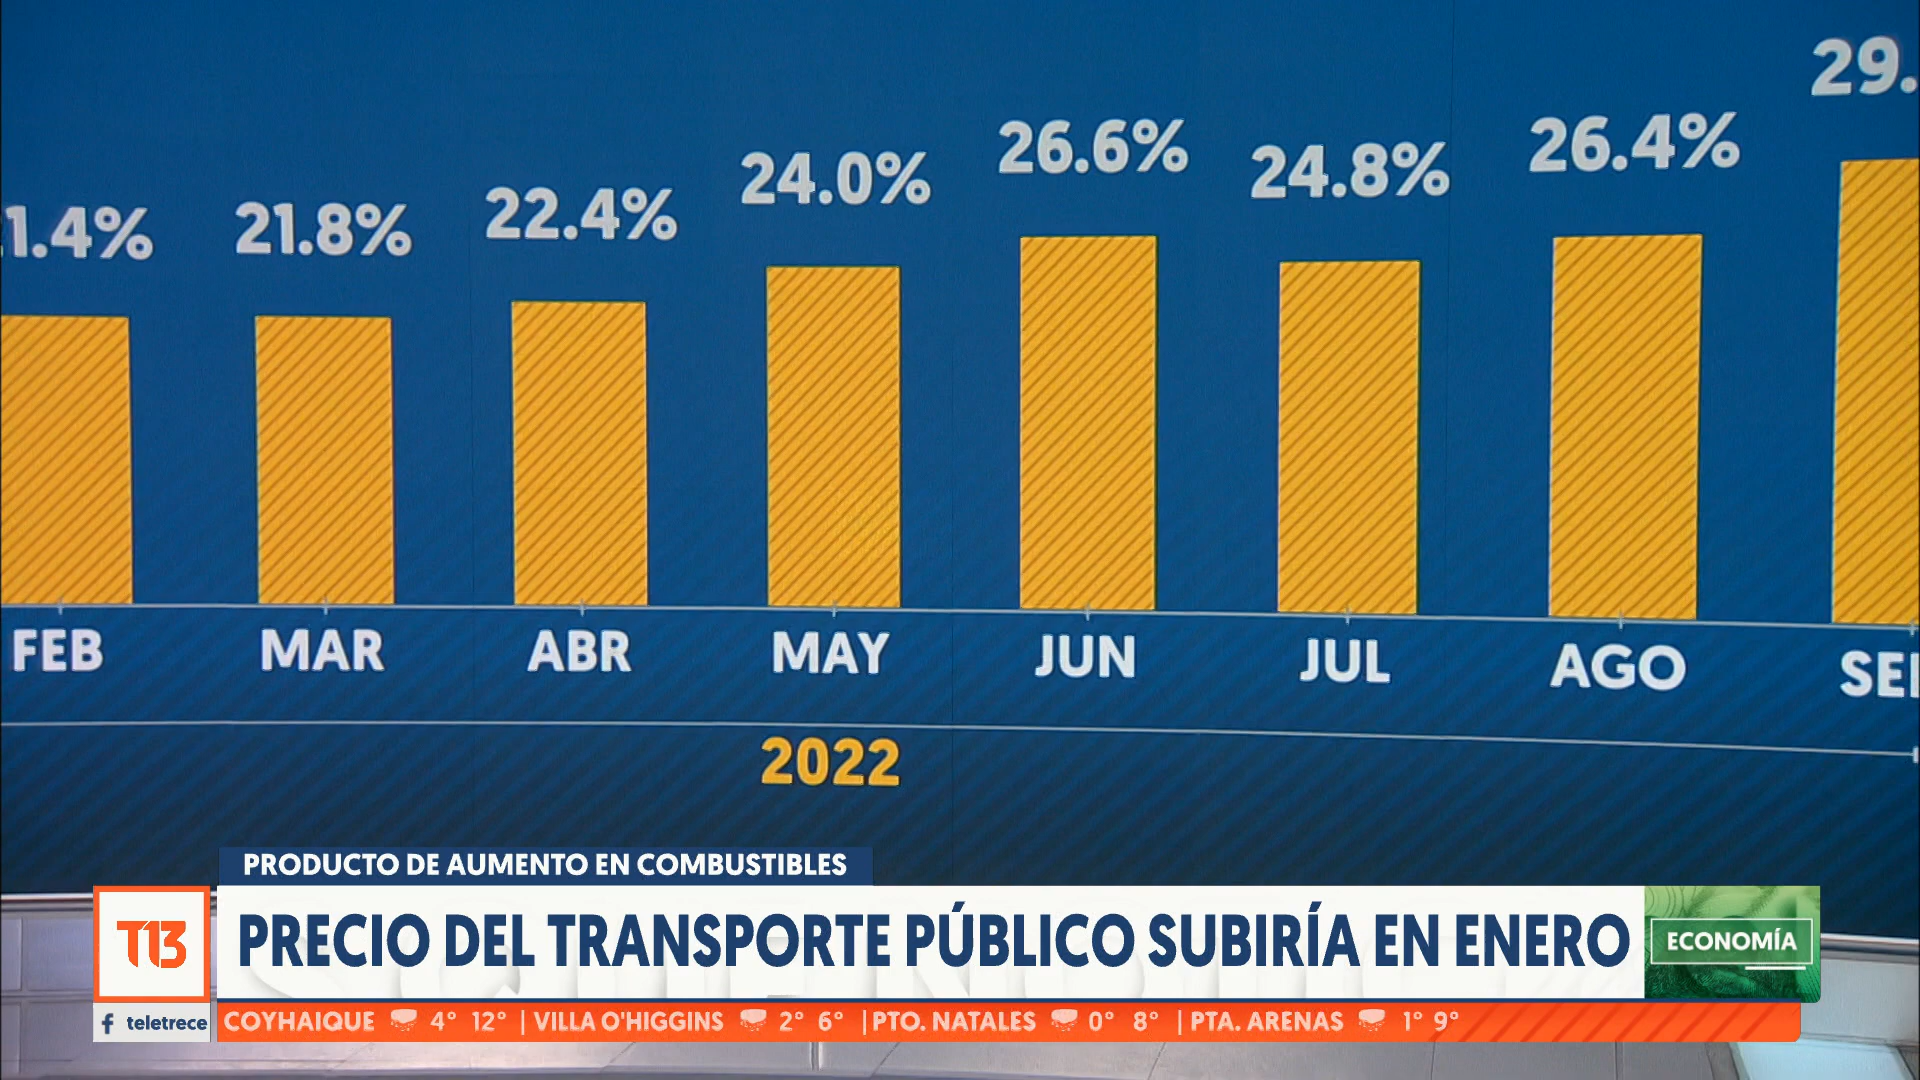 29.
26.6%
26.4%
24.0%
24.8%
22.4%
21.8%
1.4%
FEB MAR ABR MAY JUN JUL AGO SE
2022
PRODUCTO DE AUMENTO EN COMBUSTIBLES
T13
PRECIO DEL TRANSPORTE PÚBLICO SUBIRÍA EN ENERO
ECONOMÍA
f teletrece
COYHAIQUE 4° 12° | VILLA O'HIGGINS 2° 6° | PTO. NATALES 0° 8° | PTA. ARENAS 1° 9°